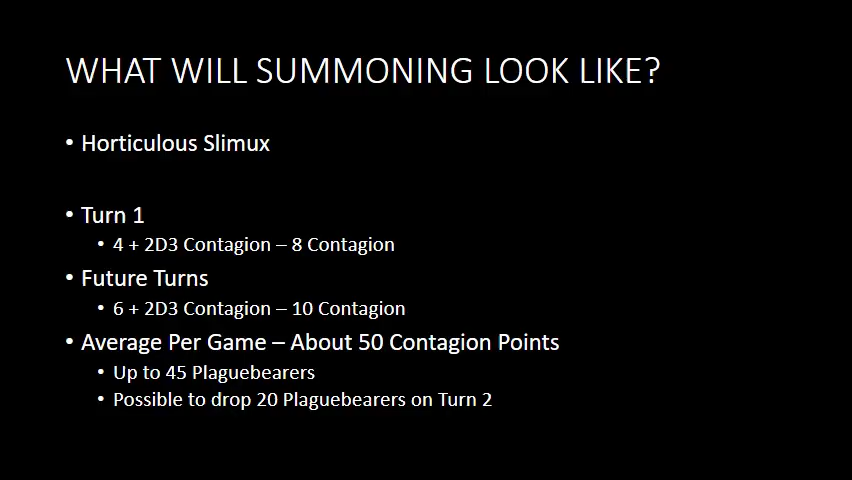 WHAT WILL SUMMONING LOOK LIKE?
• Horticulous Slimux
• Turn 1
• 4 + 2D3 Contagion – 8 Contagion
• Future Turns
• 6 + 2D3 Contagion – 10 Contagion
• Average Per Game – About 50 Contagion Points
• Up to 45 Plaguebearers
• Possible to drop 20 Plaguebearers on Turn 2